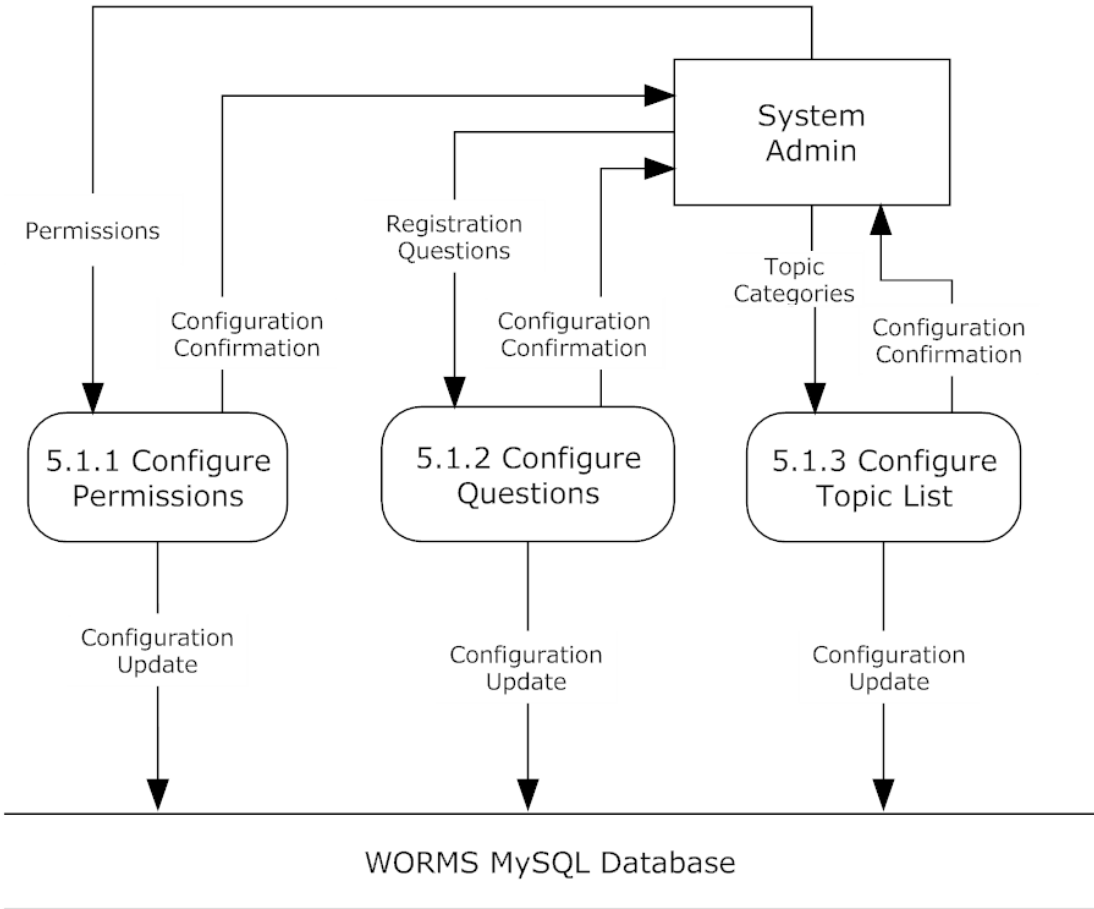 System
Admin
Permissions
Registration
Questions
Topic
Categories
Configuration
Confirmation
Configuration
Confirmation
Configuration
Confirmation
5.1.1 Configure
Permissions
5.1.2 Configure
Questions
5.1.3 Configure
Topic List
Configuration
Update
Configuration
Update
Configuration
Update
WORMS MySQL Database